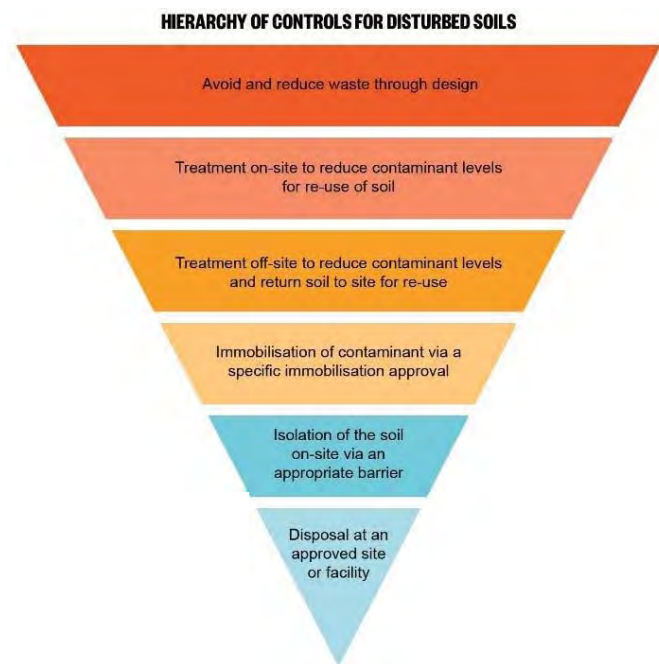 HIERARCHY OF CONTROLS FOR DISTURBED SOILS
Avoid and reduce waste through design
Treatment on-site to reduce contaminant levels
for re-use of soil
Treatment off-site to reduce contaminant levels
and return soil to site for re-use
Immobilisation of contaminant via a
specific immobilisation approval
Isolation of the soil
on-site via an
appropriate barrier
Disposal at an
approved site
or facility